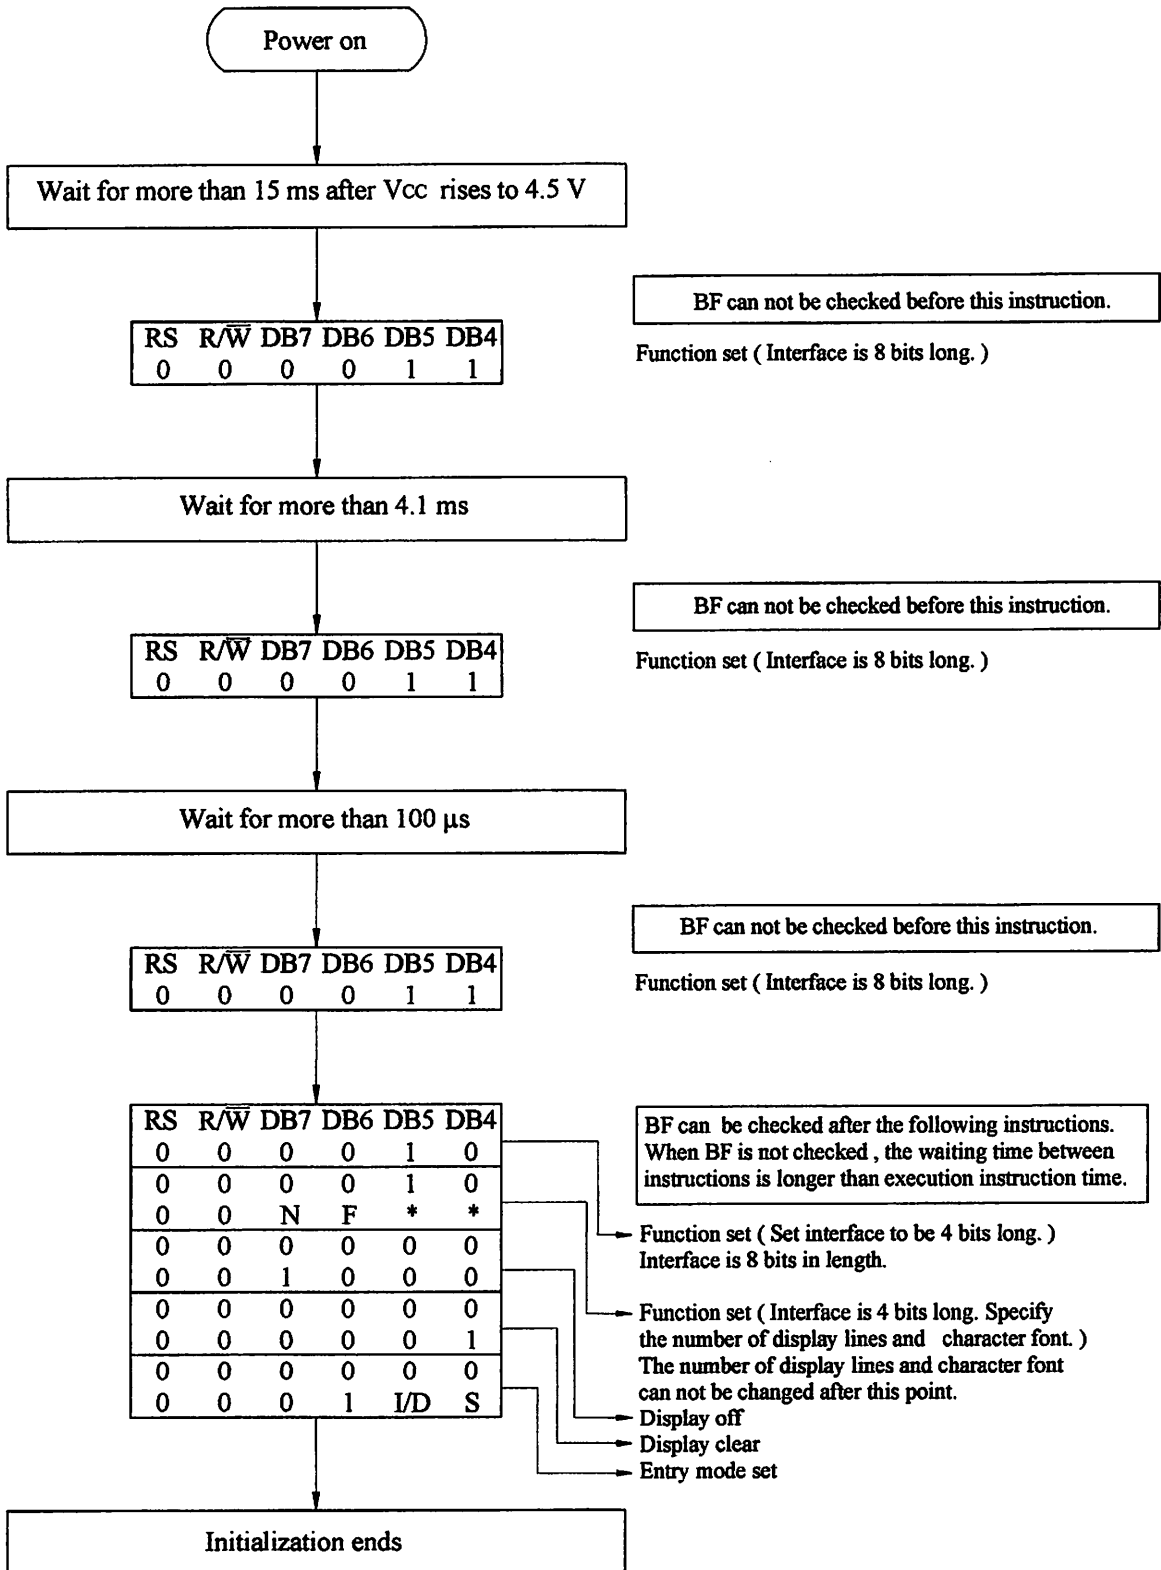 Power on
Wait for more than 15 ms after VCC rises to 4.5 V
BF can not be checked before this instruction.
RS R/W̅ DB7 DB6 DB5 DB4
0 0 0 0 1 1
Function set ( Interface is 8 bits long. )
Wait for more than 4.1 ms
BF can not be checked before this instruction.
RS R/W̅ DB7 DB6 DB5 DB4
0 0 0 0 1 1
Function set ( Interface is 8 bits long. )
Wait for more than 100 µs
BF can not be checked before this instruction.
RS R/W̅ DB7 DB6 DB5 DB4
0 0 0 0 1 1
Function set ( Interface is 8 bits long. )
RS R/W̅ DB7 DB6 DB5 DB4
0 0 0 0 1 0
0 0 0 0 1 0
0 0 N F * *
0 0 0 0 0 0
0 0 1 0 0 0
0 0 0 0 0 0
0 0 0 0 0 1
0 0 0 0 0 0
0 0 0 1 I/D S
BF can be checked after the following instructions.
When BF is not checked , the waiting time between
instructions is longer than execution instruction time.
Function set ( Set interface to be 4 bits long. )
Interface is 8 bits in length.
Function set ( Interface is 4 bits long. Specify
the number of display lines and character font. )
The number of display lines and character font
can not be changed after this point.
Display off
Display clear
Entry mode set
Initialization ends